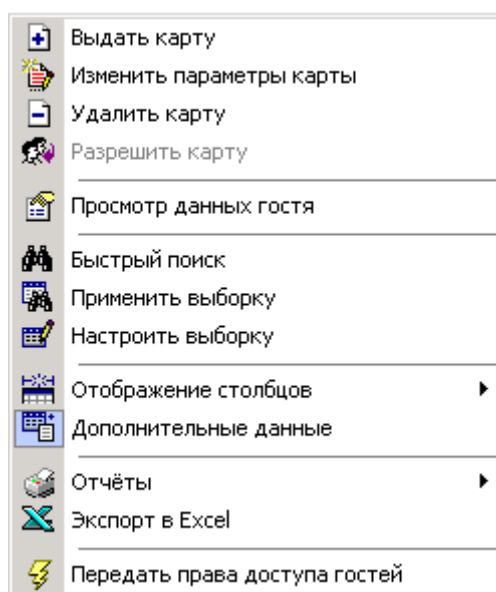 Выдать карту
Изменить параметры карты
Удалить карту
Разрешить карту
Просмотр данных гостя
Быстрый поиск
Применить выборку
Настроить выборку
Отображение столбцов
Дополнительные данные
Отчёты
Экспорт в Excel
Передать права доступа гостей